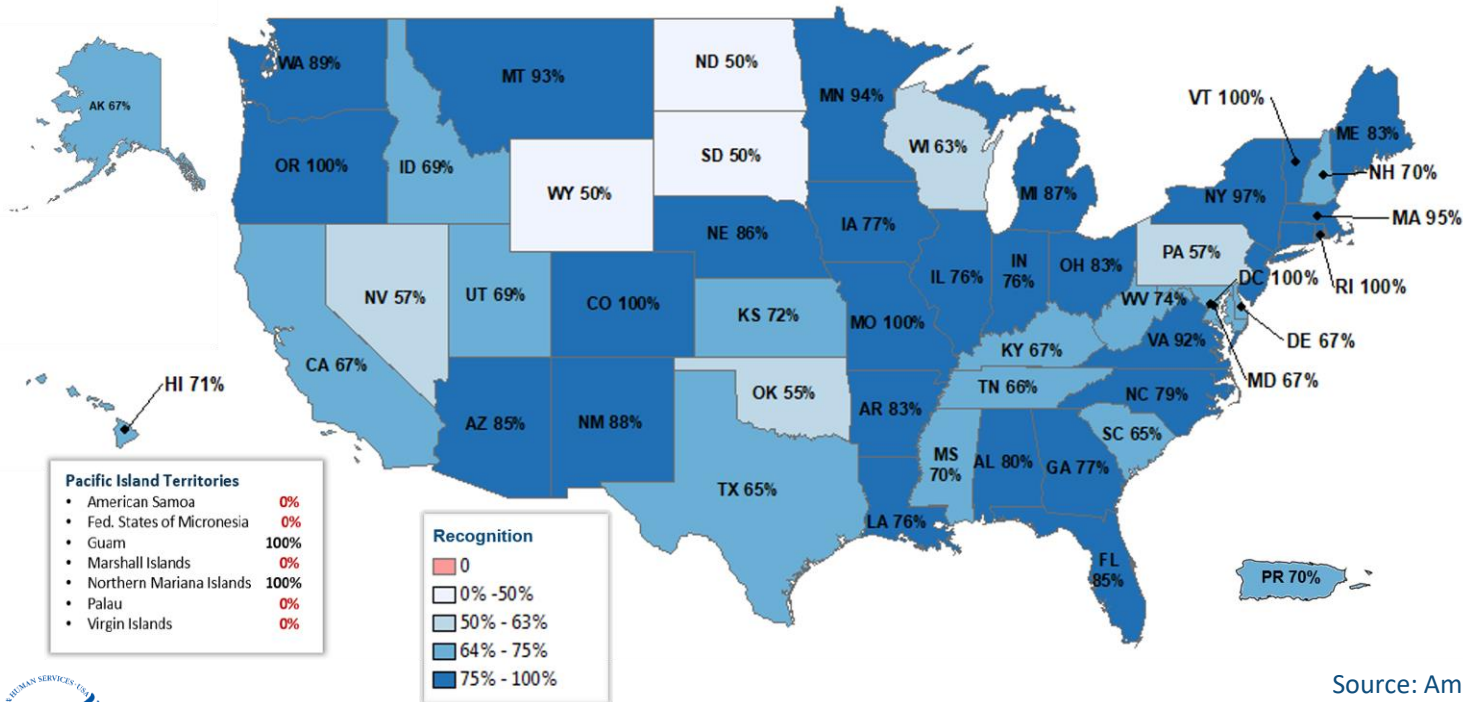 WA 89%
MT 93%
ND 50%
MN 94%
VT 100%
AK 67%
ME 83%
OR 100%
ID 69%
SD 50%
WI 63%
NH 70%
WY 50%
MI 87%
NY 97%
MA 95%
NE 86%
IA 77%
PA 57%
NV 57%
UT 69%
CO 100%
IL 76%
IN
76%
OH 83%
DC 100%
RI 100%
KS 72%
MO 100%
WV 74%
VA 92%
DE 67%
CA 67%
KY 67%
MD 67%
HI 71%
TN 66%
NC 79%
OK 55%
AR 83%
AZ 85%
NM 88%
SC 65%
MS
70%
AL 80%
GA 77%
TX 65%
LA 76%
FL
85%
PR 70%
Pacific Island Territories
• American Samoa 0%
• Fed. States of Micronesia 0%
• Guam 100%
• Marshall Islands 0%
• Northern Mariana Islands 100%
• Palau 0%
• Virgin Islands 0%
Recognition
0
0% -50%
50% - 63%
64% - 75%
75% - 100%
HUMAN SERVICES·USA
Source: Am